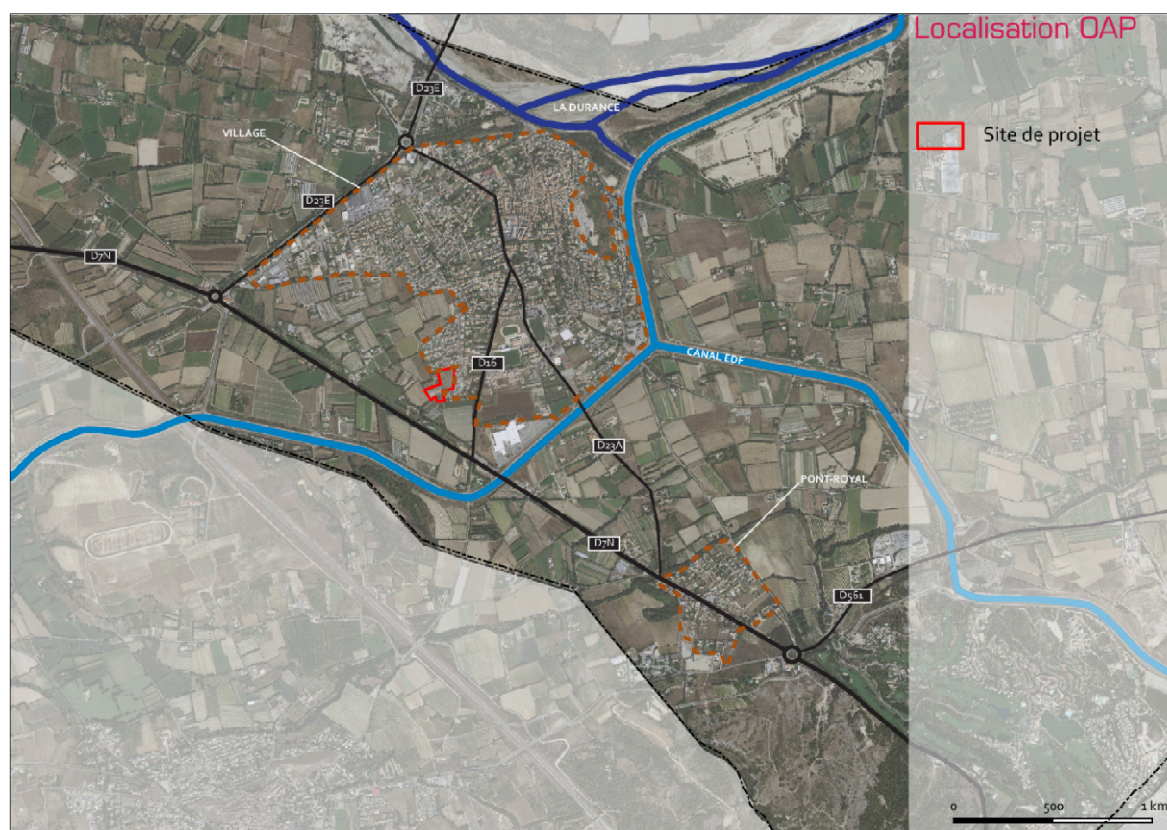 Localisation OAP
Site de projet
D23E
LA DURANCE
VILLAGE
D23E
D7N
D16
CANAL EDF
D23A
PONT-ROYAL
D7N
D561
0 500 1 km